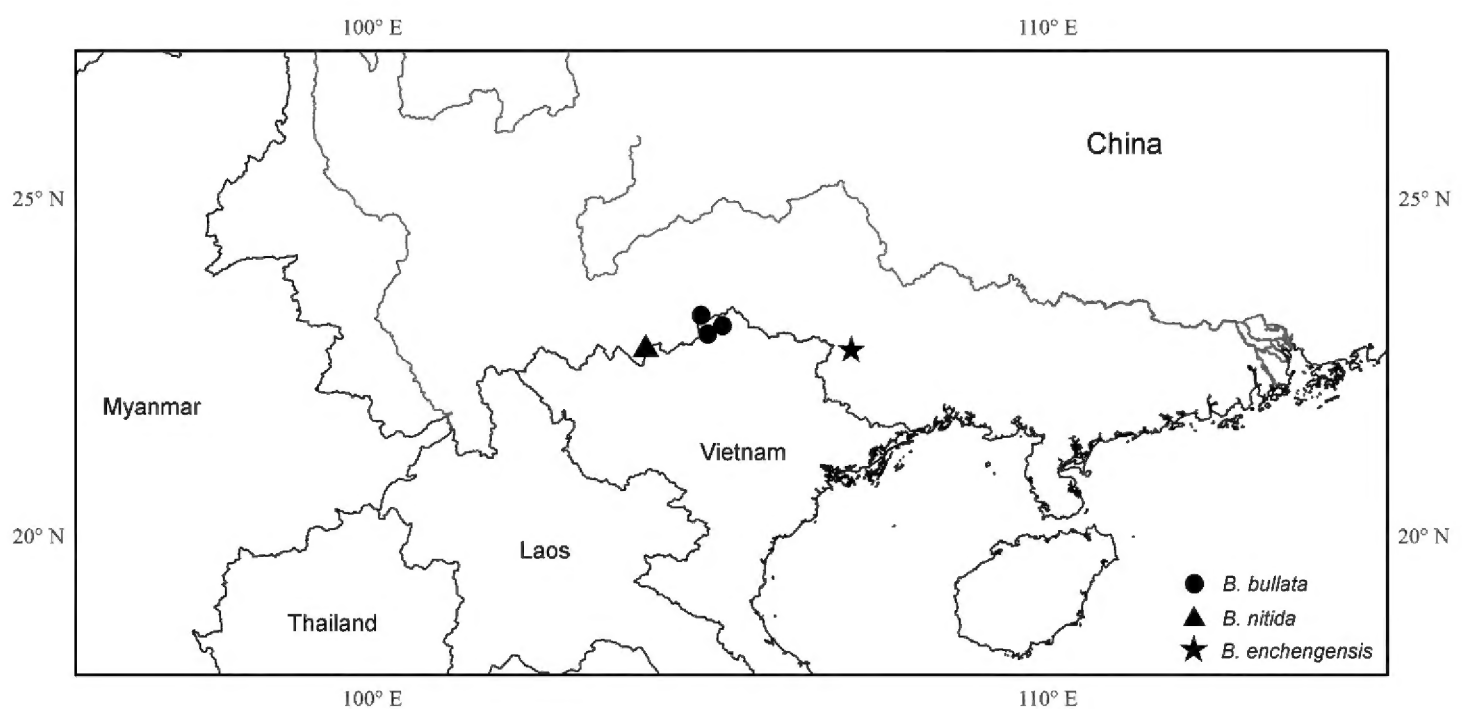 100° E
110° E
China
25° N
25° N
Myanmar
Vietnam
20° N
20° N
Laos
B. bullata
Thailand
B. nitida
B. enchengensis
100° E
110° E